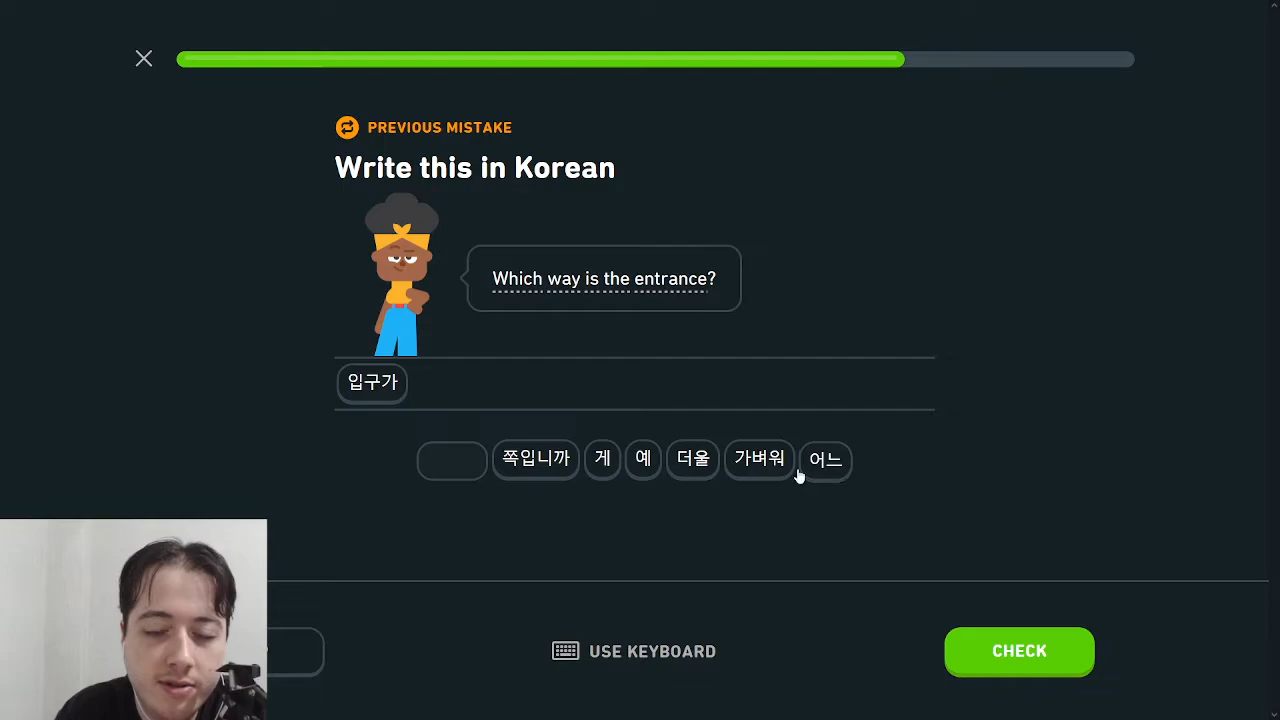 PREVIOUS MISTAKE
Write this in Korean
Which way is the entrance?
입구가
쪽입니까 게 예 더울 가벼워 어느
USE KEYBOARD
CHECK